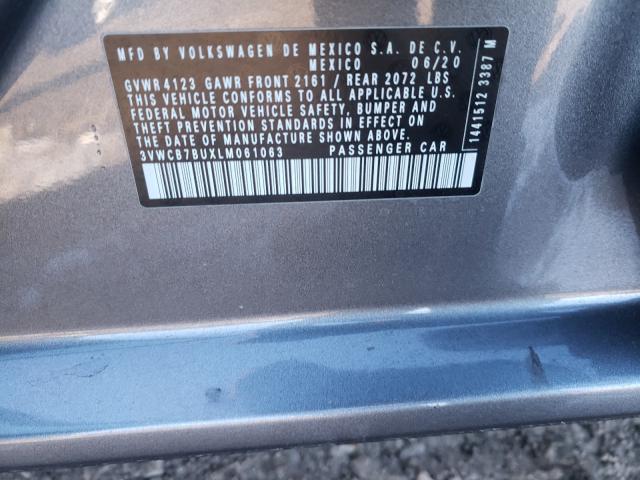 MFD BY VOLKSWAGEN DE MEXICO S.A. DE C.V.
MEXICO 06/20
GVWR 4123 GAWR FRONT 2161 / REAR 2072 LBS
THIS VEHICLE CONFORMS TO ALL APPLICABLE U.S.
FEDERAL MOTOR VEHICLE SAFETY, BUMPER AND
THEFT PREVENTION STANDARDS IN EFFECT ON
THE DATE OF MANUFACTURE SHOWN ABOVE.
3VWCB7BUXLM061063 PASSENGER CAR
1441512 3387 M